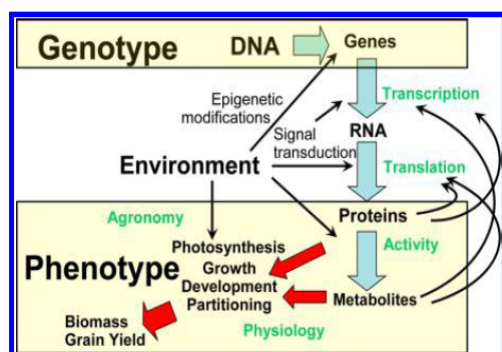 Genotype DNA Genes
Transcription
Epigenetic
modifications
Signal
transduction
RNA
Environment
Translation
Agronomy
Proteins
Phenotype
Photosynthesis
Growth
Development
Partitioning
Activity
Metabolites
Biomass
Grain Yield
Physiology